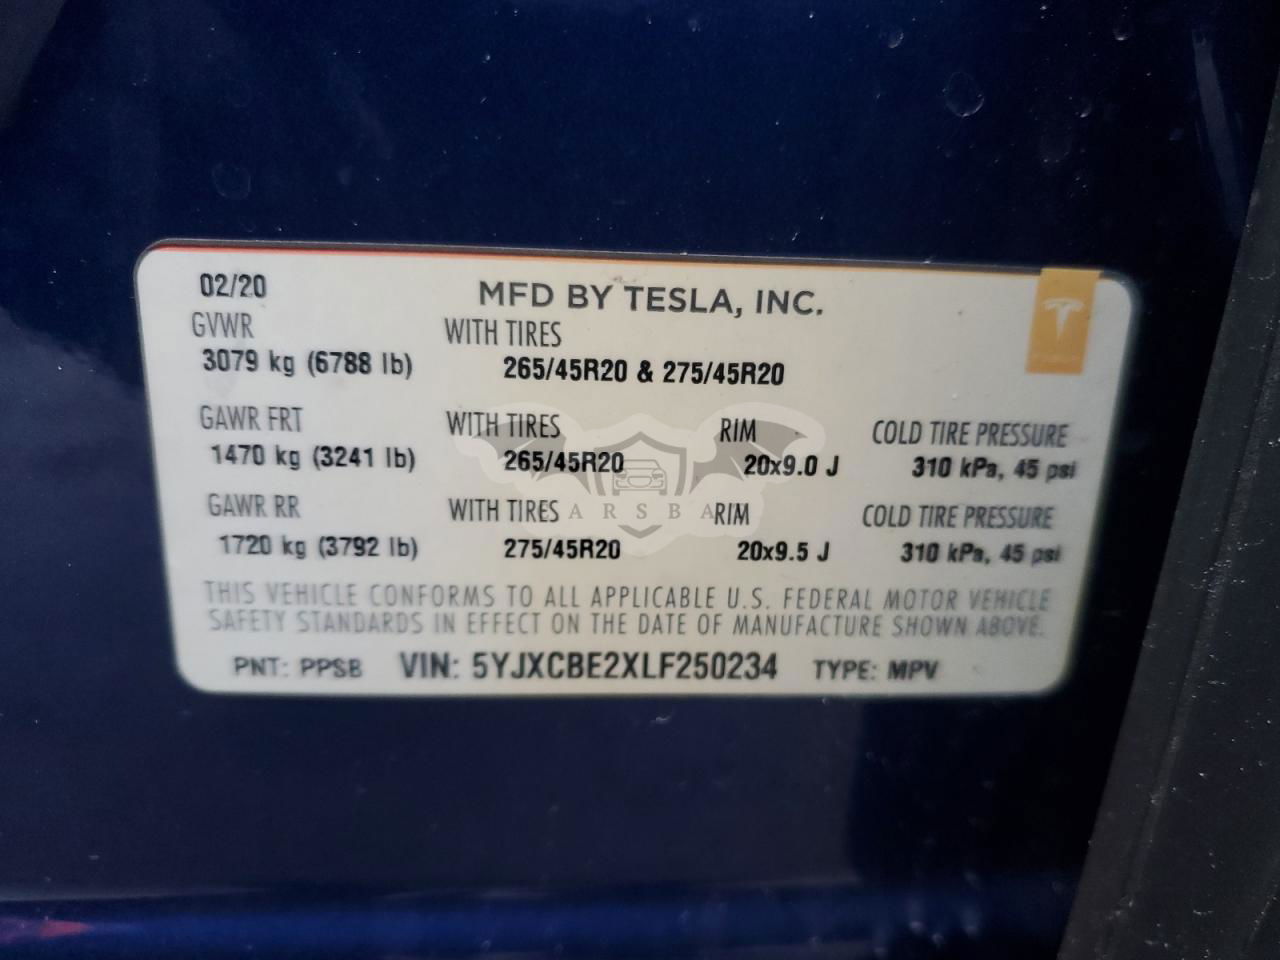 02/20 MFD BY TESLA, INC.
GVWR WITH TIRES
3079 kg (6788 lb) 265/45R20 & 275/45R20
GAWR FRT WITH TIRES RIM COLD TIRE PRESSURE
1470 kg (3241 lb) 265/45R20 20x9.0 J 310 kPa, 45 psi
ARSBA
GAWR RR WITH TIRES RIM COLD TIRE PRESSURE
1720 kg (3792 lb) 275/45R20 20x9.5 J 310 kPa, 45 psi
THIS VEHICLE CONFORMS TO ALL APPLICABLE U.S. FEDERAL MOTOR VEHICLE
SAFETY STANDARDS IN EFFECT ON THE DATE OF MANUFACTURE SHOWN ABOVE.
PNT: PPSB VIN: 5YJXCBE2XLF250234 TYPE: MPV